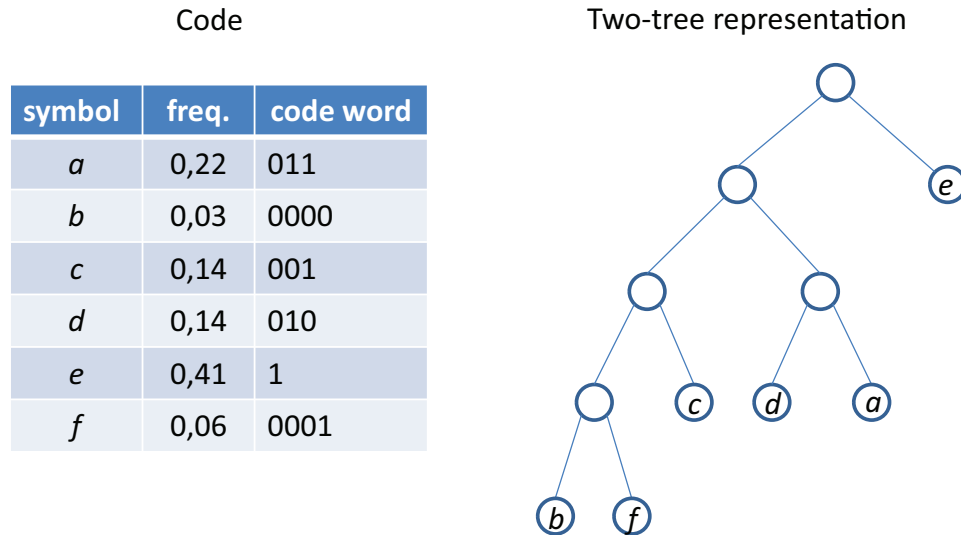 Code
Two-tree representation
symbol freq. code word
a 0,22 011
b 0,03 0000
c 0,14 001
d 0,14 010
e 0,41 1
f 0,06 0001
e
c d a
b f